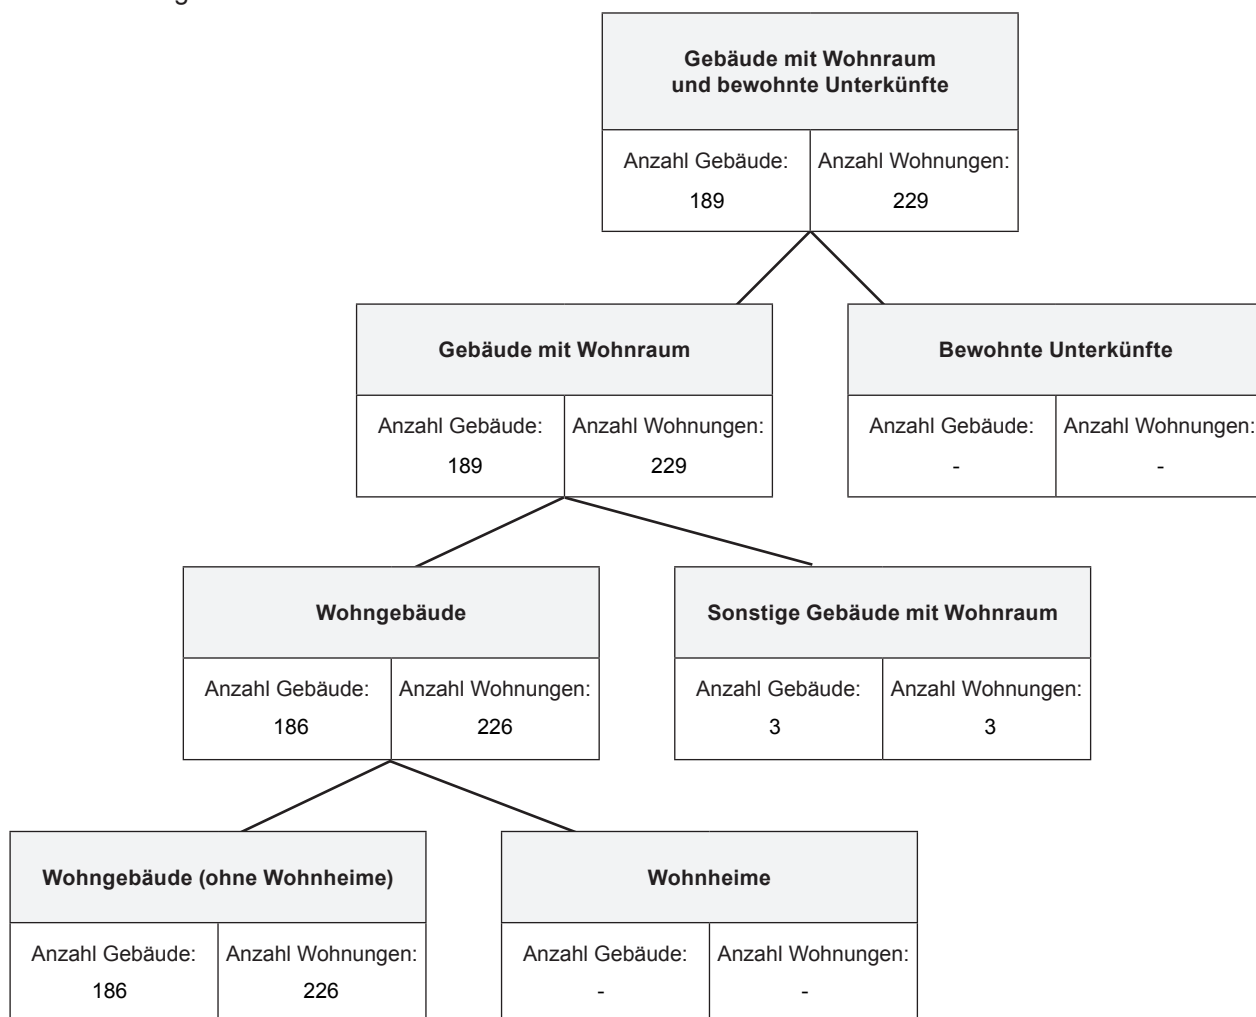 Gebäude mit Wohnraum
und bewohnte Unterkünfte
Anzahl Gebäude: Anzahl Wohnungen:
189 229
Gebäude mit Wohnraum
Anzahl Gebäude: Anzahl Wohnungen:
189 229
Bewohnte Unterkünfte
Anzahl Gebäude: Anzahl Wohnungen:
- -
Wohngebäude
Anzahl Gebäude: Anzahl Wohnungen:
186 226
Sonstige Gebäude mit Wohnraum
Anzahl Gebäude: Anzahl Wohnungen:
3 3
Wohngebäude (ohne Wohnheime)
Anzahl Gebäude: Anzahl Wohnungen:
186 226
Wohnheime
Anzahl Gebäude: Anzahl Wohnungen:
- -